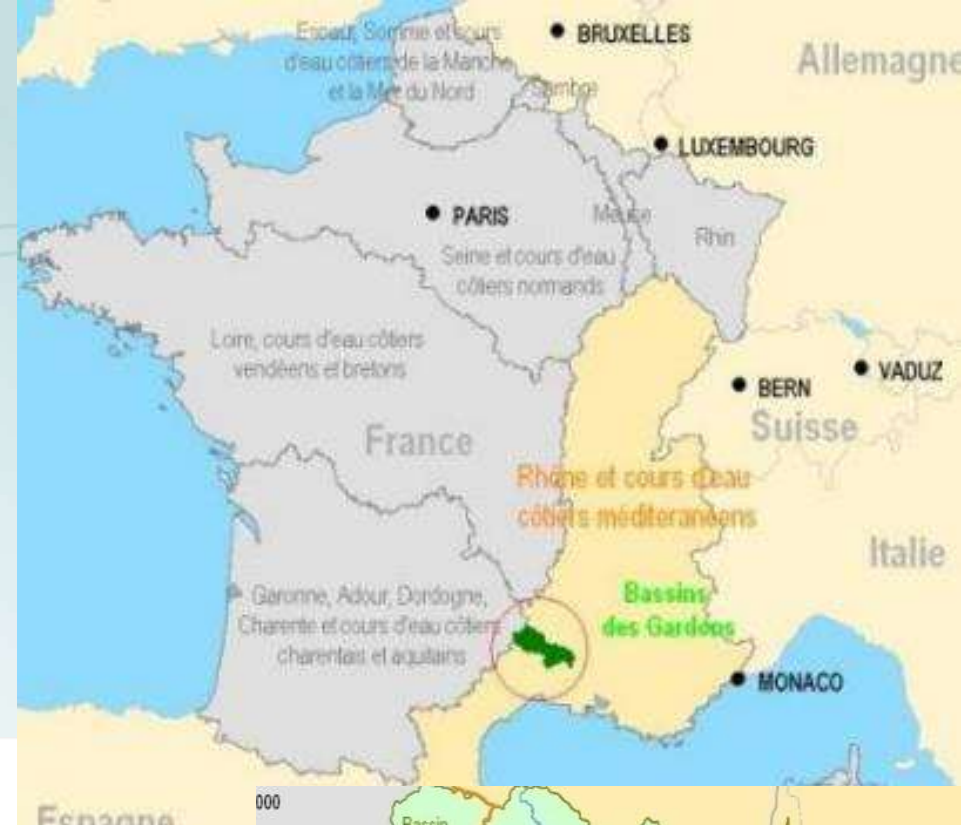 Escaut, Somme et cours
d'eau côtiers de la Manche
et la Mer du Nord
Sambre
BRUXELLES
Allemagne
LUXEMBOURG
PARIS
Meuse
Rhin
Seine et cours d'eau
côtiers normands
Loire, cours d'eau côtiers
vendéens et bretons
BERN
VADUZ
Suisse
France
Rhône et cours d'eau
côtiers méditeranéens
Italie
Garonne, Adour, Dordogne,
Charente et cours d'eau côtiers
charentais et aquitains
Bassins
des Gardons
MONACO
Espagne
000
Bassin